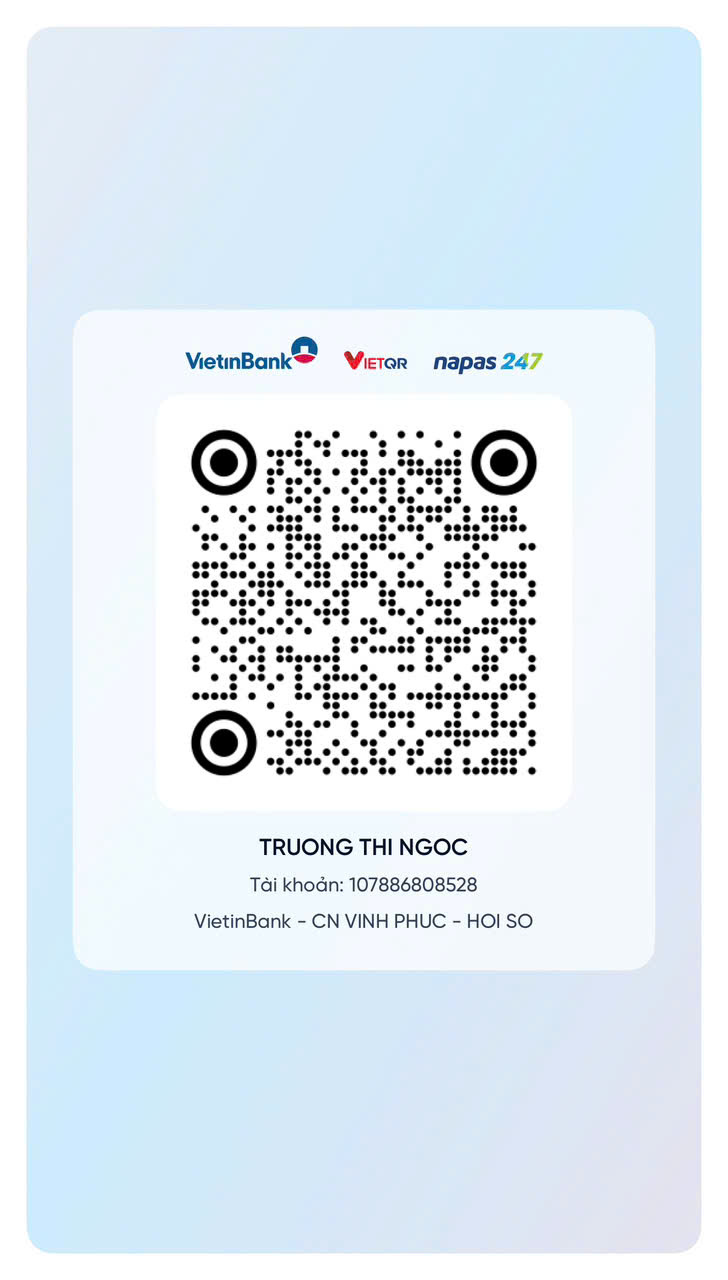 VietinBank VIETQR napas 247
TRUONG THI NGOC
Tài khoản: 107886808528
VietinBank - CN VINH PHUC - HOI SO